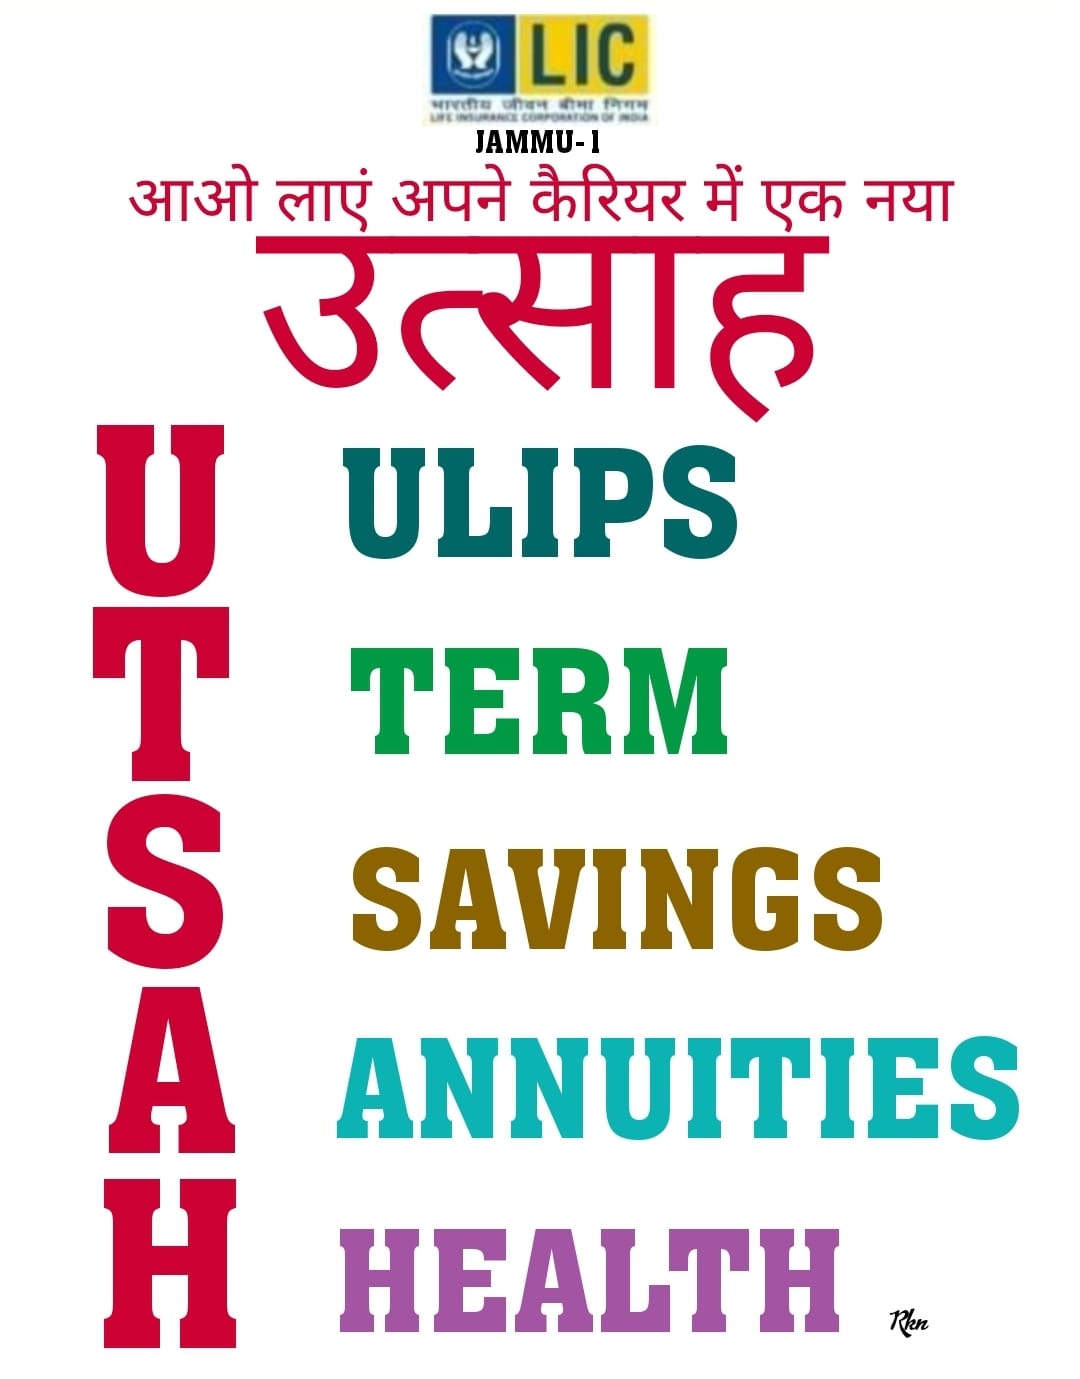 LIC
भारतीय जीवन बीमा निगम
LIFE INSURANCE CORPORATION OF INDIA
JAMMU-1
आओ लाएं अपने कैरियर में एक नया
उत्साह
U ULIPS
T TERM
S SAVINGS
A ANNUITIES
H HEALTH
Rkn